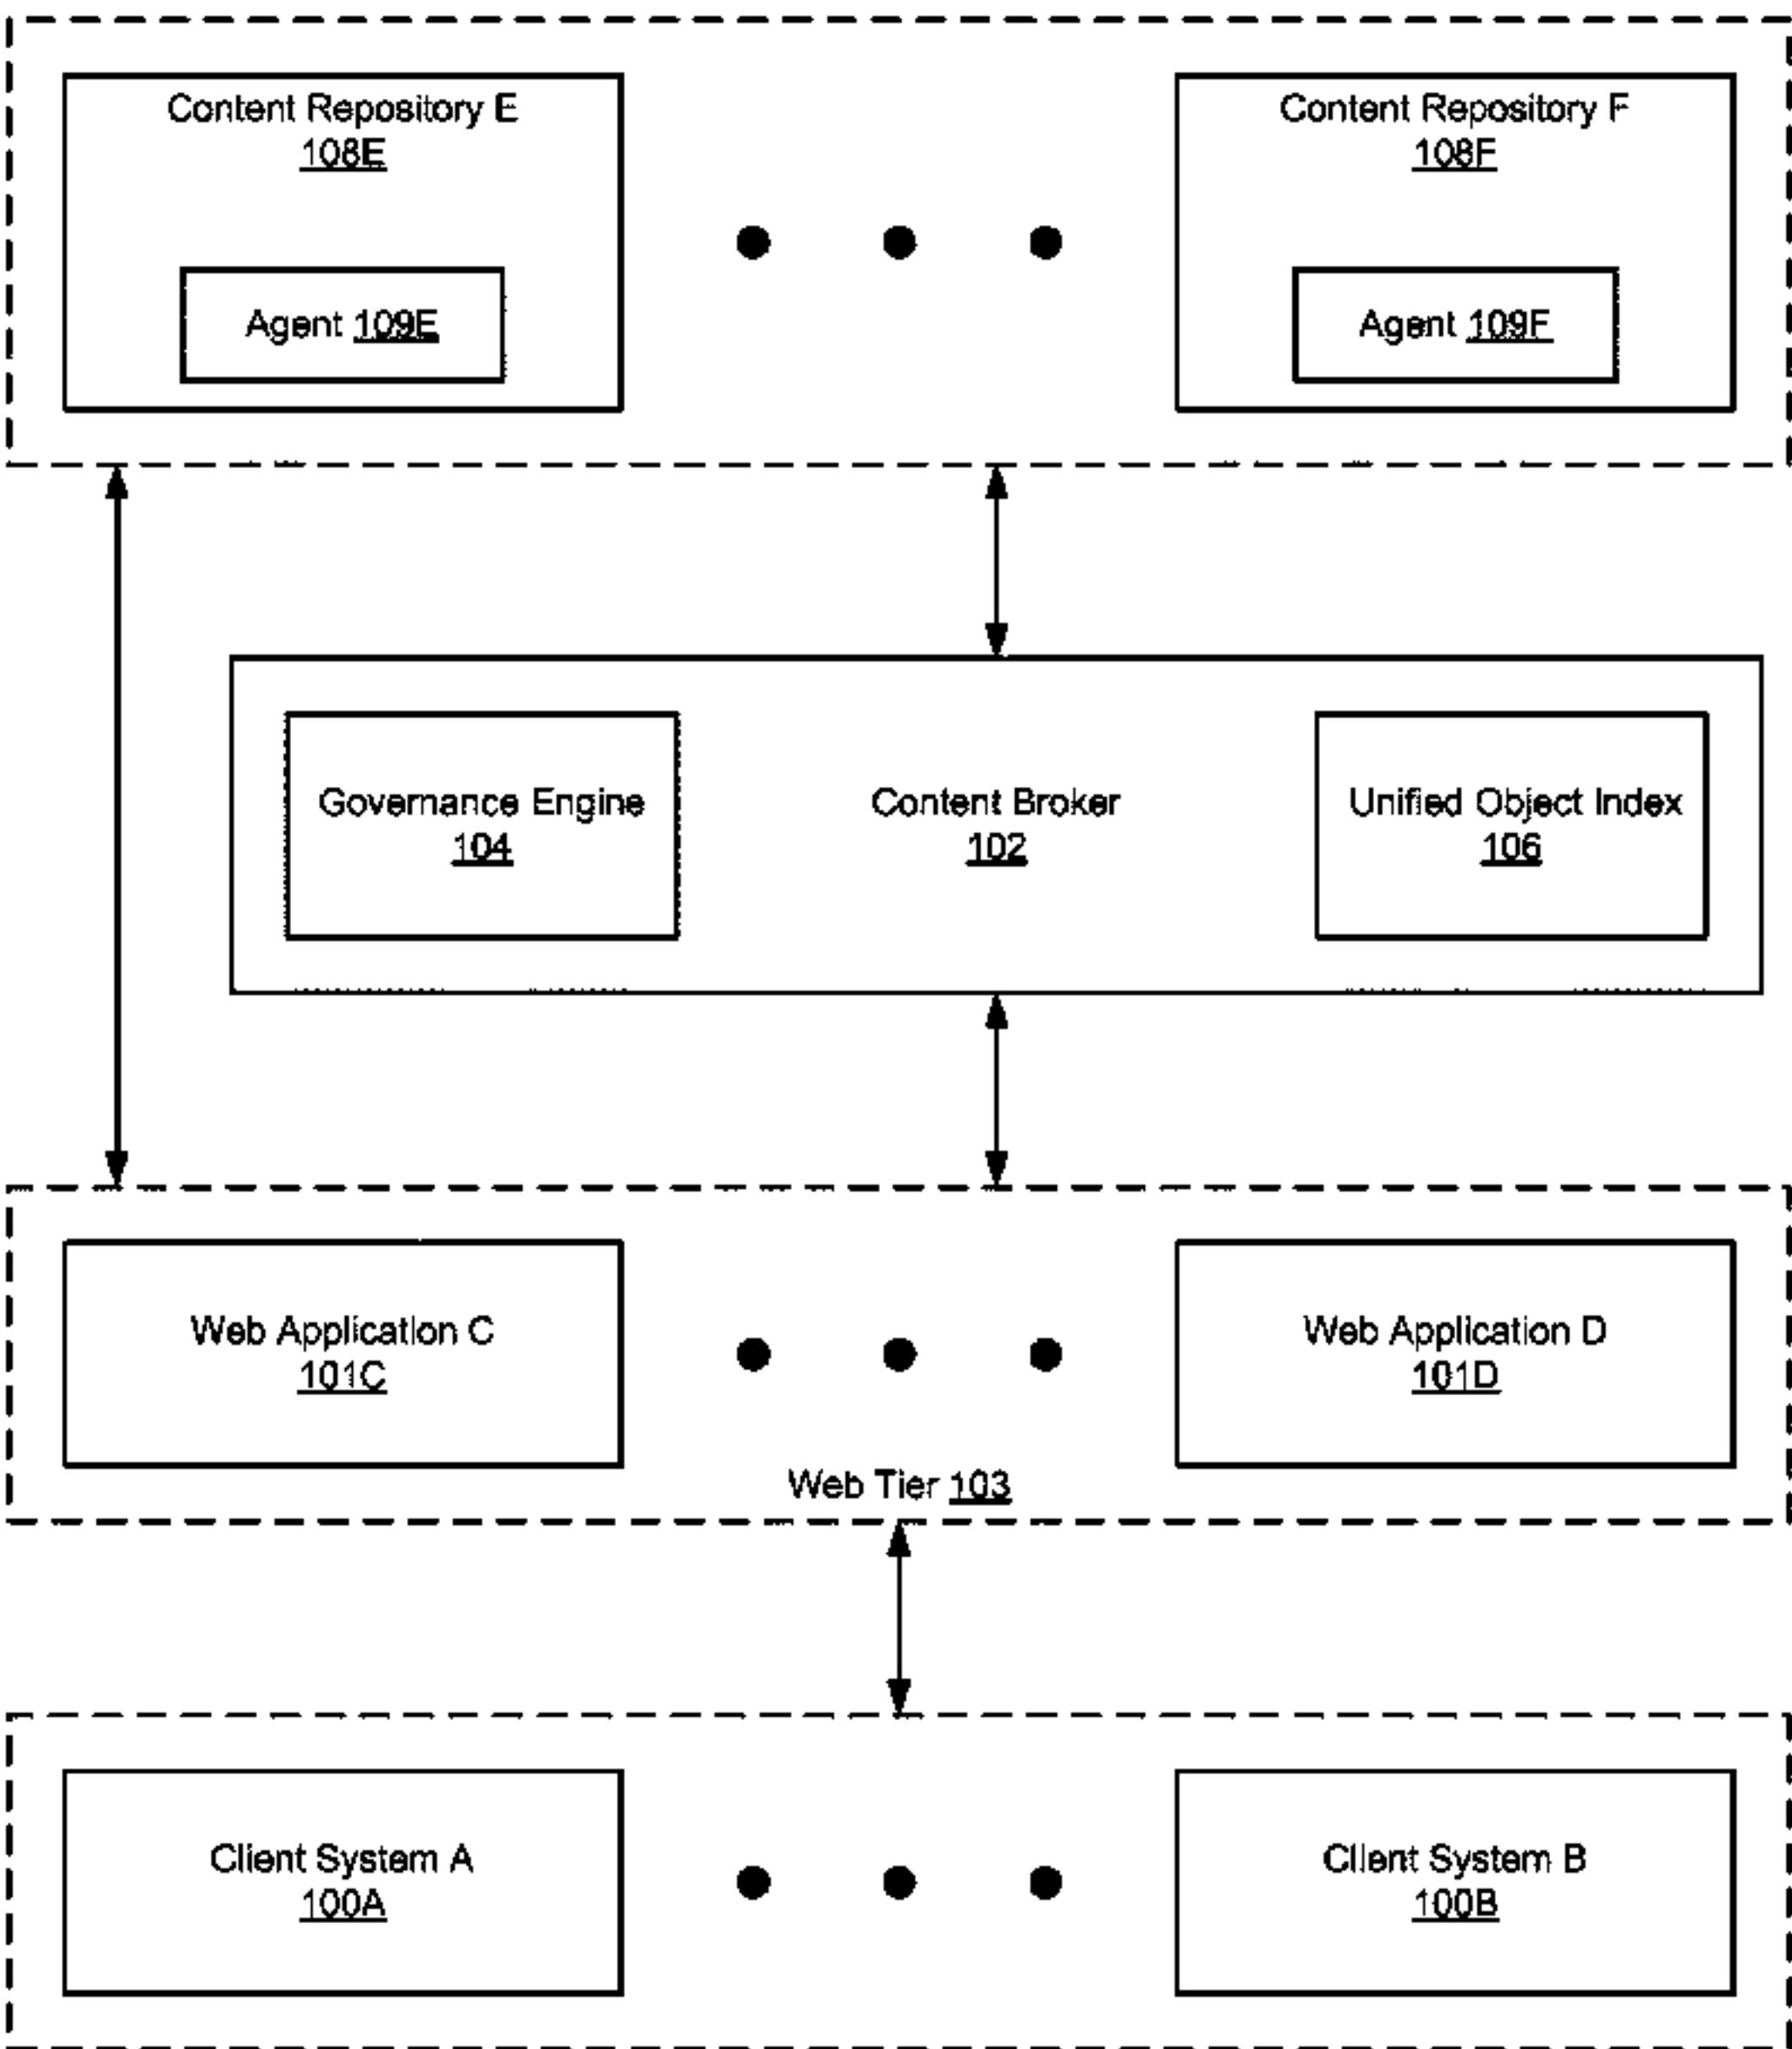 Content Repository E
108E
Content Repository F
108F
Agent 109E
Agent 109F
Governance Engine
104
Content Broker
102
Unified Object Index
106
Web Application C
101C
Web Application D
101D
Web Tier 103
Client System A
100A
Client System B
100B